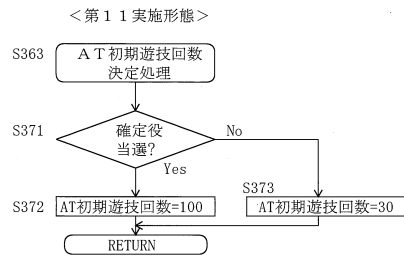 ＜第１１実施形態＞
S363
ＡＴ初期遊技回数
決定処理
S371
確定役
当選?
No
Yes
S373
S372
AT初期遊技回数=100
AT初期遊技回数=30
RETURN